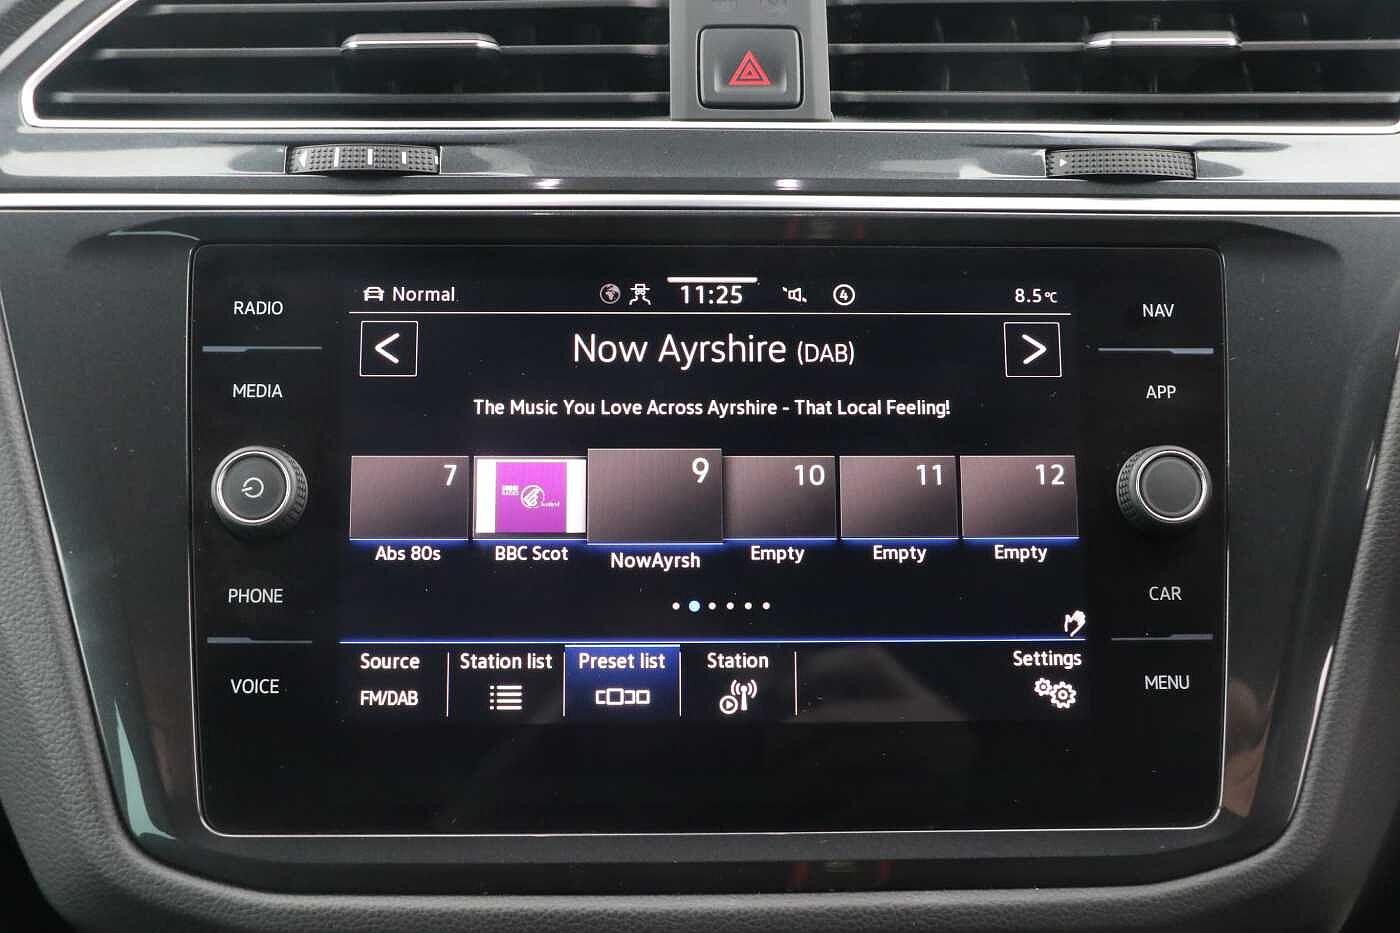 Normal
11:25
4
8.5°C
RADIO
NAV
< Now Ayrshire (DAB) >
MEDIA
APP
The Music You Love Across Ayrshire - That Local Feeling!
7
9
10
11
12
Abs 80s
BBC Scot
NowAyrsh
Empty
Empty
Empty
PHONE
CAR
Source
Station list
Preset list
Station
Settings
FM/DAB
VOICE
MENU